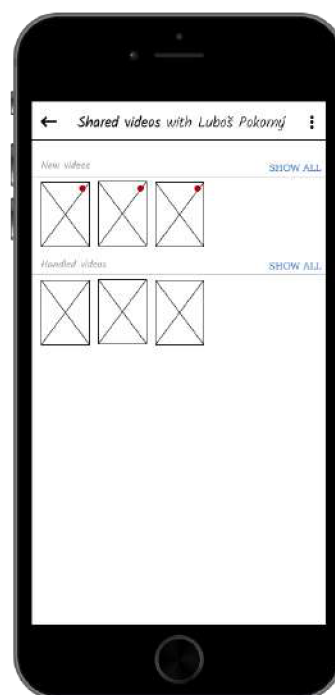 Shared videos with Luboš Pokorný
New videos
SHOW ALL
Handled videos
SHOW ALL